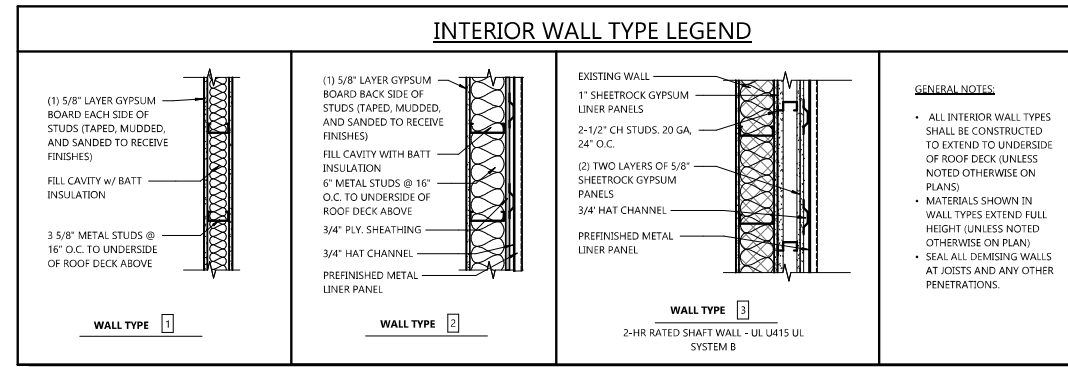 INTERIOR WALL TYPE LEGEND
(1) 5/8" LAYER GYPSUM
BOARD EACH SIDE OF
STUDS (TAPED, MUDDED,
AND SANDED TO RECEIVE
FINISHES)
FILL CAVITY w/ BATT
INSULATION
3 5/8" METAL STUDS @
16" O.C. TO UNDERSIDE
OF ROOF DECK ABOVE
WALL TYPE 1
(1) 5/8" LAYER GYPSUM
BOARD BACK SIDE OF
STUDS (TAPED, MUDDED,
AND SANDED TO RECEIVE
FINISHES)
FILL CAVITY WITH BATT
INSULATION
6" METAL STUDS @ 16"
O.C. TO UNDERSIDE OF
ROOF DECK ABOVE
3/4" PLY. SHEATHING
3/4" HAT CHANNEL
PREFINISHED METAL
LINER PANEL
WALL TYPE 2
EXISTING WALL
1" SHEETROCK GYPSUM
LINER PANELS
2-1/2" CH STUDS. 20 GA,
24" O.C.
(2) TWO LAYERS OF 5/8"
SHEETROCK GYPSUM
PANELS
3/4' HAT CHANNEL
PREFINISHED METAL
LINER PANEL
WALL TYPE 3
2-HR RATED SHAFT WALL - UL U415 UL
SYSTEM B
GENERAL NOTES:
• ALL INTERIOR WALL TYPES
SHALL BE CONSTRUCTED
TO EXTEND TO UNDERSIDE
OF ROOF DECK (UNLESS
NOTED OTHERWISE ON
PLANS)
• MATERIALS SHOWN IN
WALL TYPES EXTEND FULL
HEIGHT (UNLESS NOTED
OTHERWISE ON PLAN)
• SEAL ALL DEMISING WALLS
AT JOISTS AND ANY OTHER
PENETRATIONS.